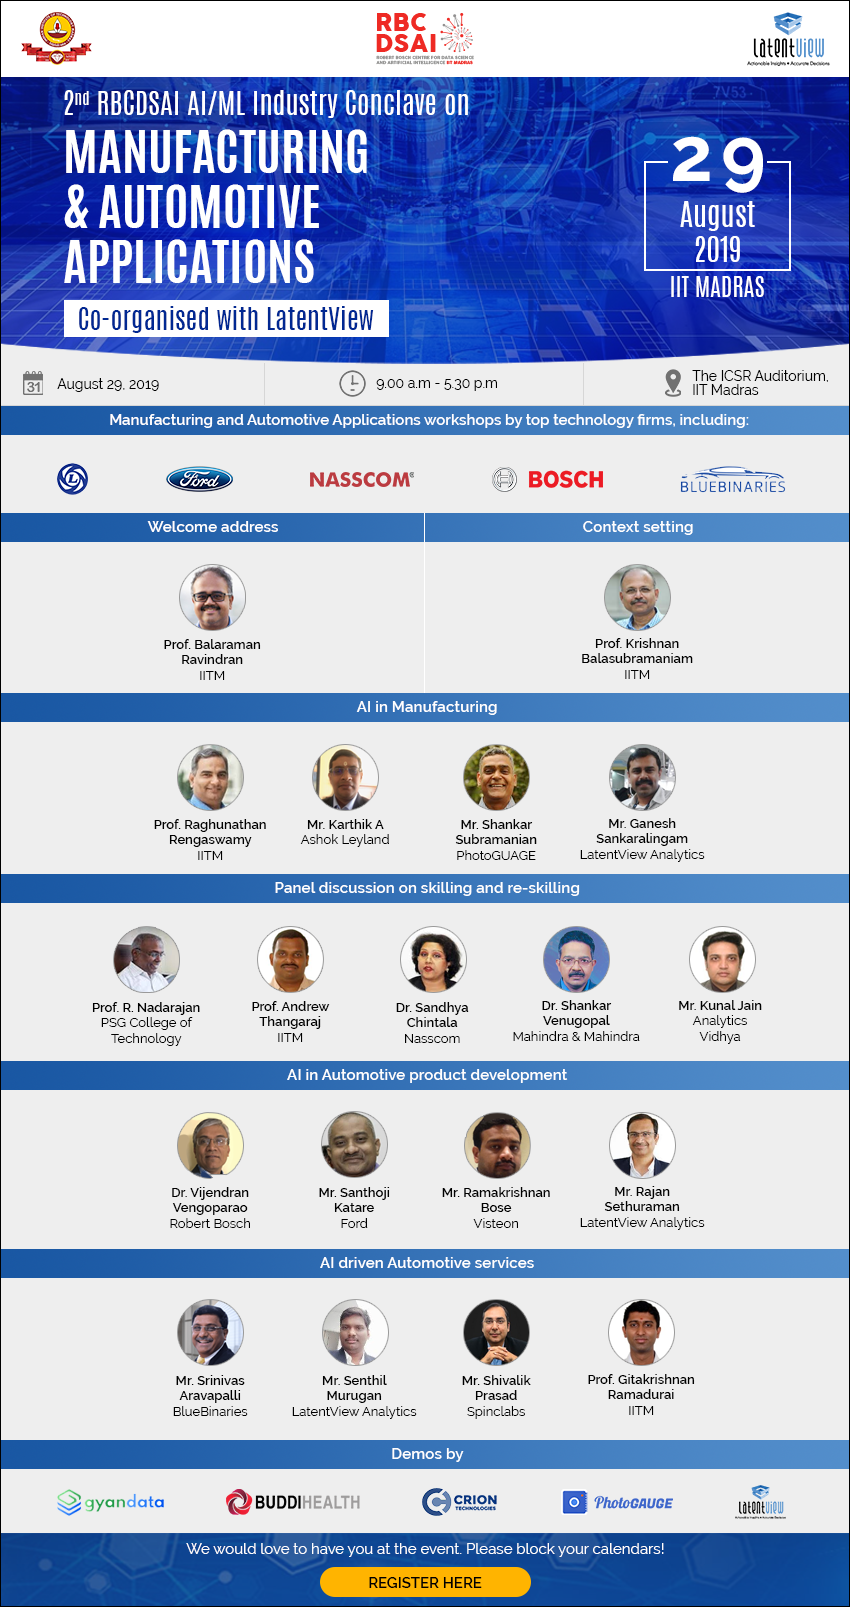 RBC
DSAI
ROBERT BOSCH CENTRE FOR DATA SCIENCE
AND ARTIFICIAL INTELLIGENCE IIT MADRAS
LatentView
Actionable Insights • Accurate Decisions
2nd RBCDSAI AI/ML Industry Conclave on
MANUFACTURING
& AUTOMOTIVE
APPLICATIONS
Co-organised with LatentView
7V53
29
August
2019
IIT MADRAS
31
August 29, 2019
9.00 a.m - 5.30 p.m
The ICSR Auditorium,
IIT Madras
Manufacturing and Automotive Applications workshops by top technology firms, including:
L
Ford
NASSCOM®
BOSCH
BLUEBINARIES
Welcome address
Context setting
Prof. Balaraman
Ravindran
IITM
Prof. Krishnan
Balasubramaniam
IITM
AI in Manufacturing
Prof. Raghunathan
Rengaswamy
IITM
Mr. Karthik A
Ashok Leyland
Mr. Shankar
Subramanian
PhotoGUAGE
Mr. Ganesh
Sankaralingam
LatentView Analytics
Panel discussion on skilling and re-skilling
Prof. R. Nadarajan
PSG College of
Technology
Prof. Andrew
Thangaraj
IITM
Dr. Sandhya
Chintala
Nasscom
Dr. Shankar
Venugopal
Mahindra & Mahindra
Mr. Kunal Jain
Analytics
Vidhya
AI in Automotive product development
Dr. Vijendran
Vengoparao
Robert Bosch
Mr. Santhoji
Katare
Ford
Mr. Ramakrishnan
Bose
Visteon
Mr. Rajan
Sethuraman
LatentView Analytics
AI driven Automotive services
Mr. Srinivas
Aravapalli
BlueBinaries
Mr. Senthil
Murugan
LatentView Analytics
Mr. Shivalik
Prasad
Spinclabs
Prof. Gitakrishnan
Ramadurai
IITM
Demos by
gyandata
BUDDIHEALTH
CRION
TECHNOLOGIES
PhotoGAUGE
LatentView
Actionable Insights • Accurate Decisions
We would love to have you at the event. Please block your calendars!
REGISTER HERE